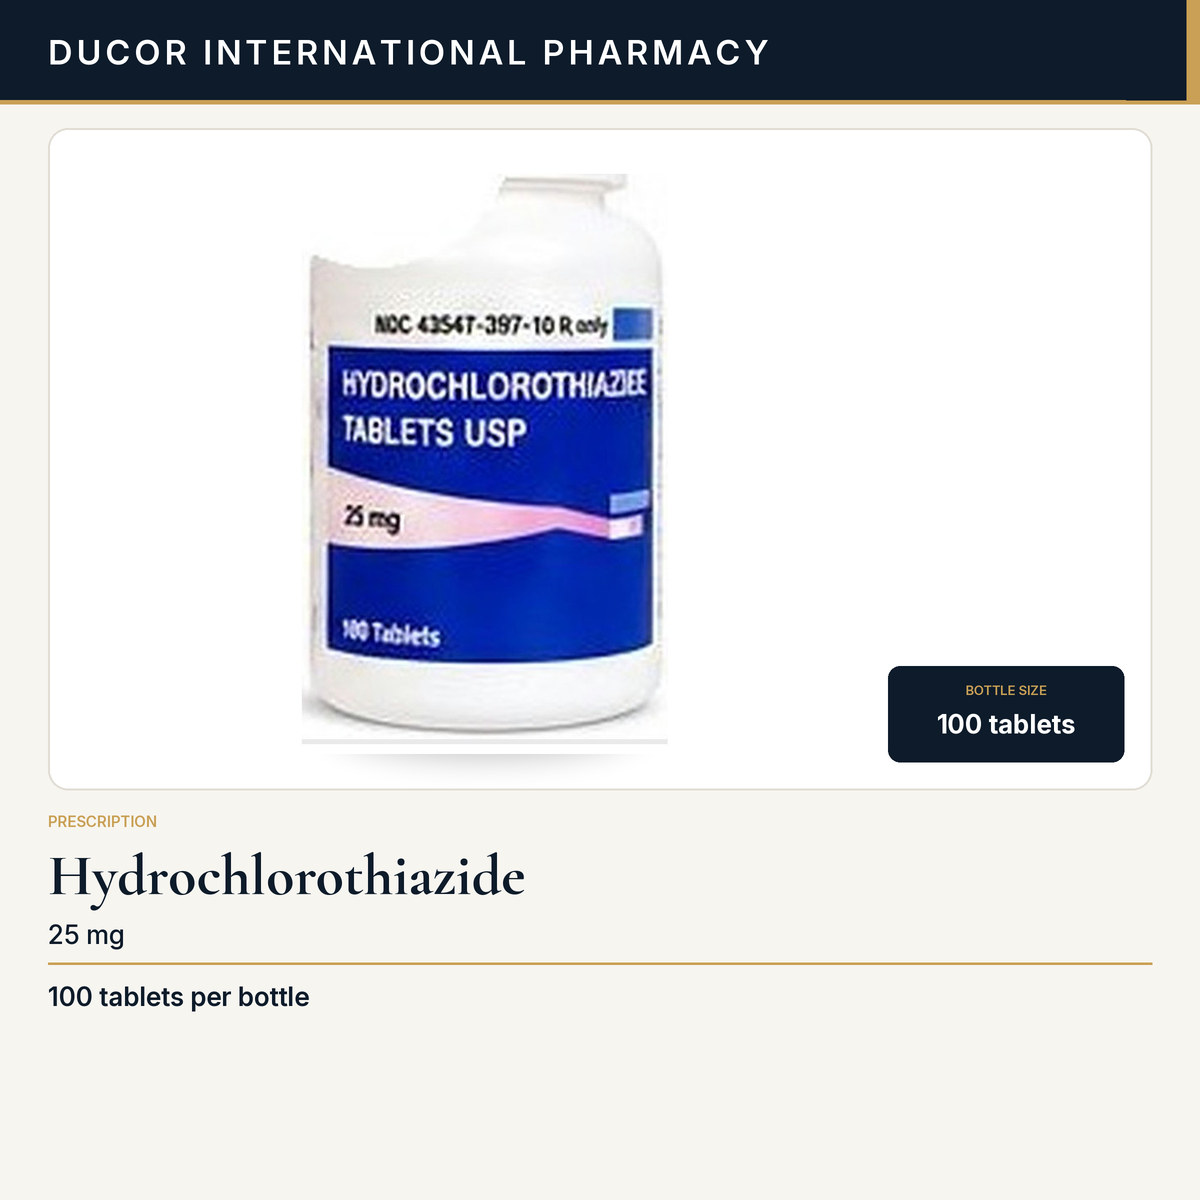 DUCOR INTERNATIONAL PHARMACY
NDC 43547-397-10 R only
HYDROCHLOROTHIAZIEE
TABLETS USP
25 mg
100 Tablets
BOTTLE SIZE
100 tablets
PRESCRIPTION
Hydrochlorothiazide
25 mg
100 tablets per bottle